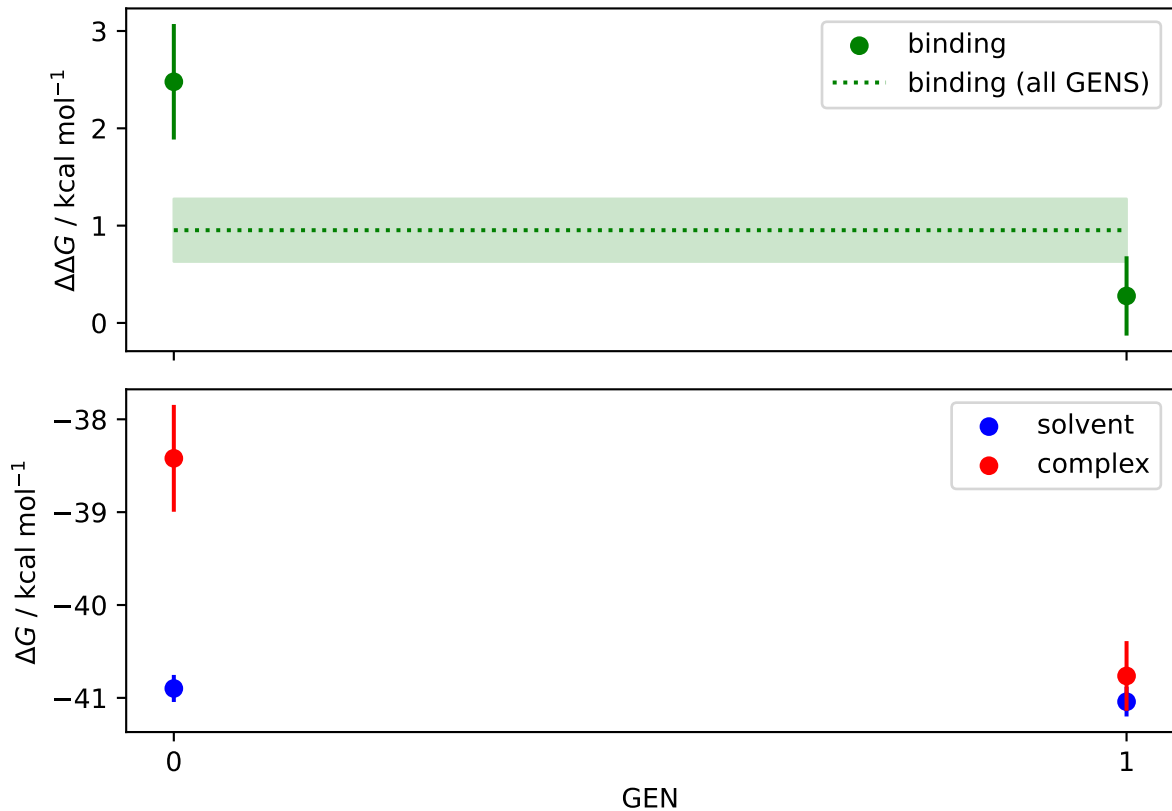 3
2
1
0
ΔΔG / kcal mol⁻¹
binding
binding (all GENS)
−38
−39
−40
−41
ΔG / kcal mol⁻¹
solvent
complex
0
1
GEN